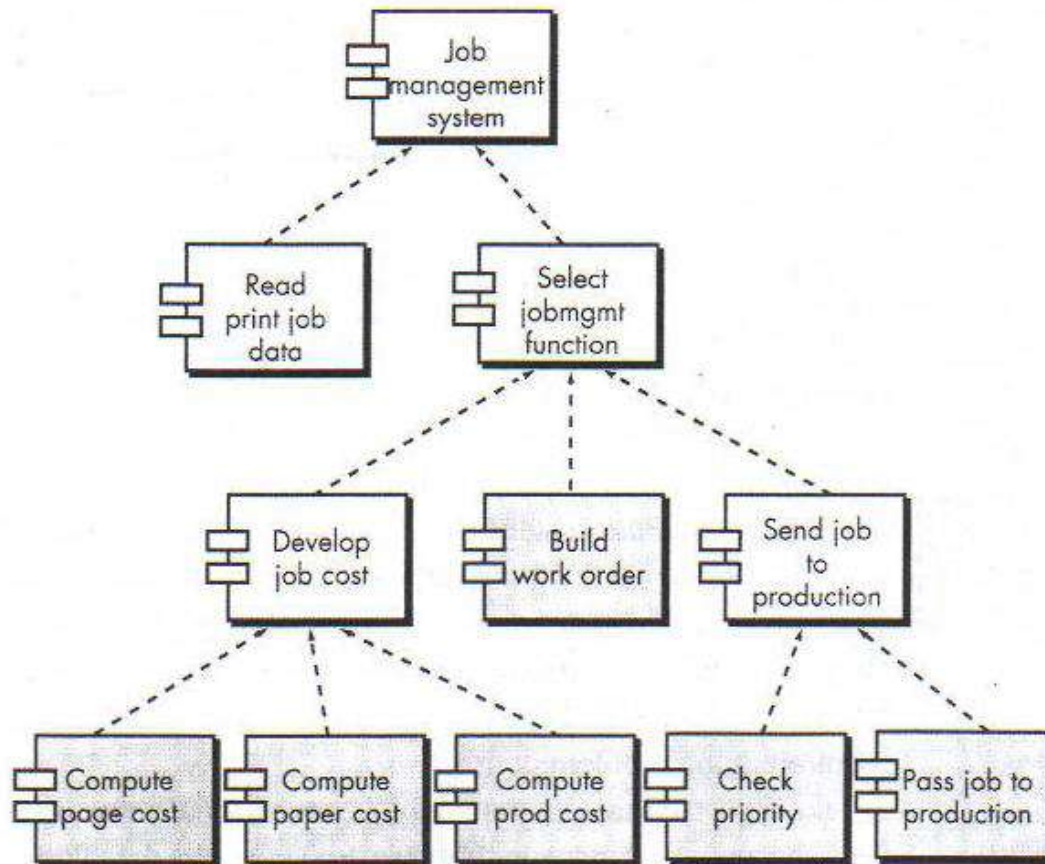 Job
management
system
Read
print job
data
Select
jobmgmt
function
Develop
job cost
Build
work order
Send job
to
production
Compute
page cost
Compute
paper cost
Compute
prod cost
Check
priority
Pass job to
production